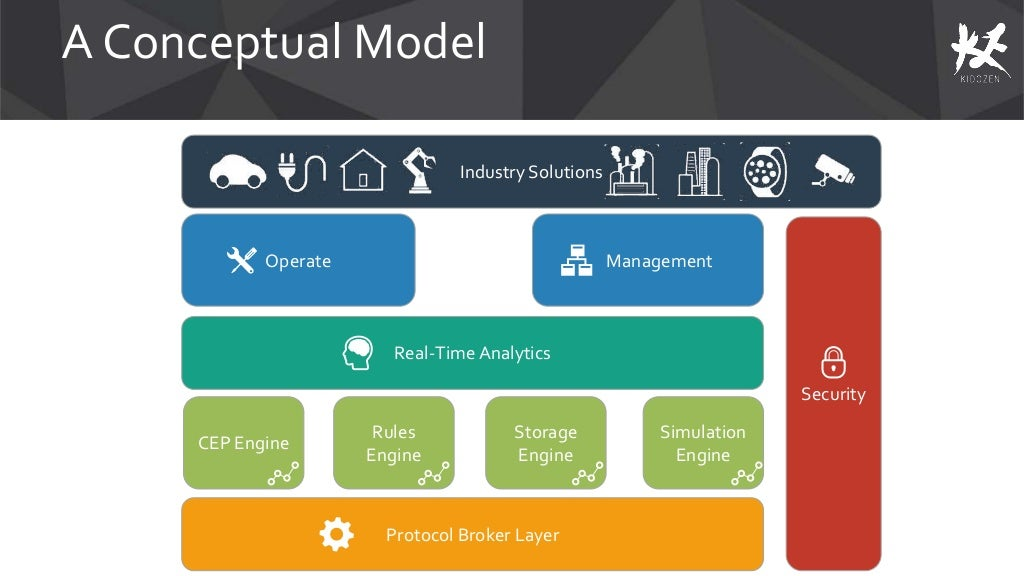 A Conceptual Model
KIDOZEN
Industry Solutions
Operate
Management
Real-Time Analytics
Security
CEP Engine
Rules
Engine
Storage
Engine
Simulation
Engine
Protocol Broker Layer